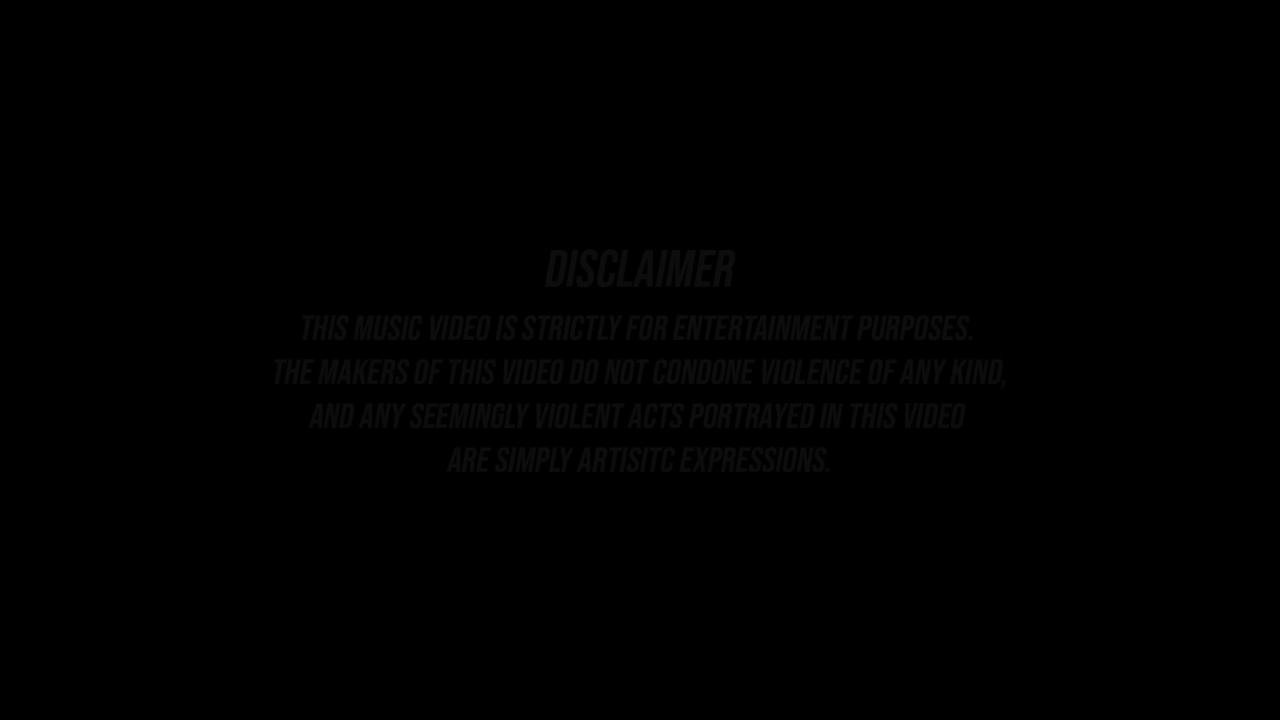 DISCLAIMER
THIS MUSIC VIDEO IS STRICTLY FOR ENTERTAINMENT PURPOSES.
THE MAKERS OF THIS VIDEO DO NOT CONDONE VIOLENCE OF ANY KIND,
AND ANY SEEMINGLY VIOLENT ACTS PORTRAYED IN THIS VIDEO
ARE SIMPLY ARTISITC EXPRESSIONS.